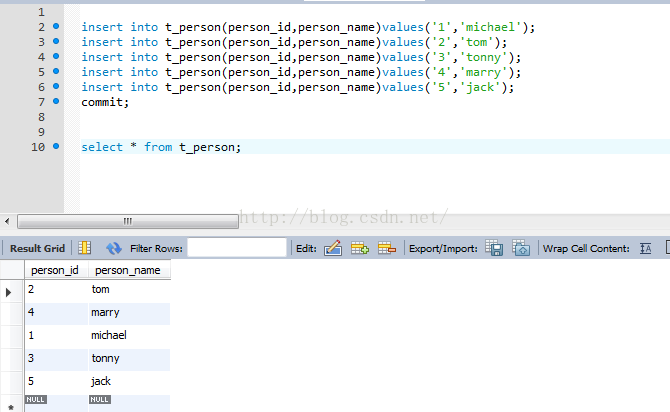 1
2 insert into t_person(person_id,person_name)values('1','michael');
3 insert into t_person(person_id,person_name)values('2','tom');
4 insert into t_person(person_id,person_name)values('3','tonny');
5 insert into t_person(person_id,person_name)values('4','marry');
6 insert into t_person(person_id,person_name)values('5','jack');
7 commit;
8
9
10 select * from t_person;
http://blog.csdn.net/
Result Grid Filter Rows: Edit: Export/Import: Wrap Cell Content:
person_id person_name
2 tom
4 marry
1 michael
3 tonny
5 jack
NULL NULL